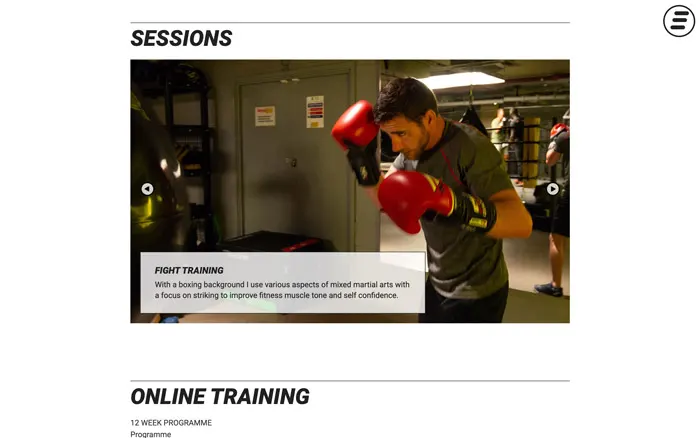 SESSIONS
FIGHT TRAINING
With a boxing background I use various aspects of mixed martial arts with
a focus on striking to improve fitness muscle tone and self confidence.
ONLINE TRAINING
12 WEEK PROGRAMME
Programme